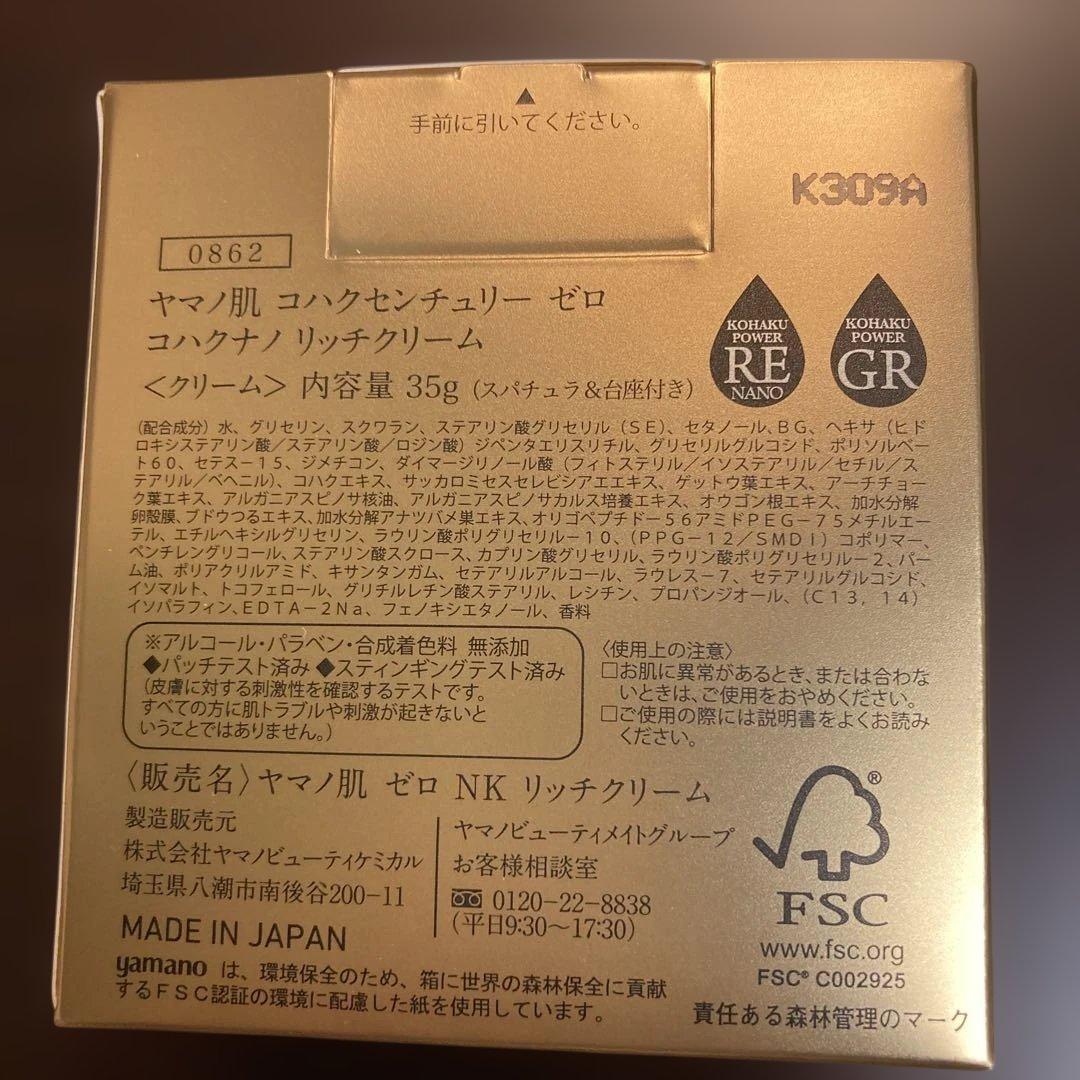 ▲
手前に引いてください。
K309A
0862
ヤマノ肌 コハクセンチュリー ゼロ
コハクナノ リッチクリーム
〈クリーム〉 内容量 35g (スパチュラ&台座付き)
KOHAKU
POWER
RE
NANO
KOHAKU
POWER
GR
(配合成分)水、グリセリン、スクワラン、ステアリン酸グリセリル(SE)、セタノール、BG、ヘキサ(ヒド
ロキシステアリン酸/ステアリン酸/ロジン酸)ジペンタエリスリチル、グリセリルグルコシド、ポリソルベー
ト60、セテス-15、ジメチコン、ダイマージリノール酸(フィトステリル/イソステアリル/セチル/ス
テアリル/ベヘニル)、コハクエキス、サッカロミセスセレビシアエエキス、ゲットウ葉エキス、アーチチョー
ク葉エキス、アルガニアスピノサ核油、アルガニアスピノサカルス培養エキス、オウゴン根エキス、加水分解
卵殻膜、ブドウつるエキス、加水分解アナツバメ巣エキス、オリゴペプチド-56アミドPEG-75メチルエー
テル、エチルヘキシルグリセリン、ラウリン酸ポリグリセリル-10、(PPG-12/SMDI)コポリマー、
ペンチレングリコール、ステアリン酸スクロース、カプリン酸グリセリル、ラウリン酸ポリグリセリル-2、パー
ム油、ポリアクリルアミド、キサンタンガム、セテアリルアルコール、ラウレス-7、セテアリルグルコシド、
イソマルト、トコフェロール、グリチルレチン酸ステアリル、レシチン、プロパンジオール、(C13,14)
イソパラフィン、EDTA-2Na、フェノキシエタノール、香料
※アルコール・パラベン・合成着色料 無添加
◆パッチテスト済み ◆スティンギングテスト済み
(皮膚に対する刺激性を確認するテストです。
すべての方に肌トラブルや刺激が起きないと
いうことではありません。)
〈使用上の注意〉
□お肌に異常があるとき、または合わな
いときは、ご使用をおやめください。
□ご使用の際には説明書をよくお読み
ください。
〈販売名〉ヤマノ肌 ゼロ NK リッチクリーム
製造販売元
株式会社ヤマノビューティケミカル
埼玉県八潮市南後谷200-11
ヤマノビューティメイトグループ
お客様相談室
0120-22-8838
(平日9:30〜17:30)
MADE IN JAPAN
yamano は、環境保全のため、箱に世界の森林保全に貢献
するFSC認証の環境に配慮した紙を使用しています。
®
FSC
www.fsc.org
FSC® C002925
責任ある森林管理のマーク